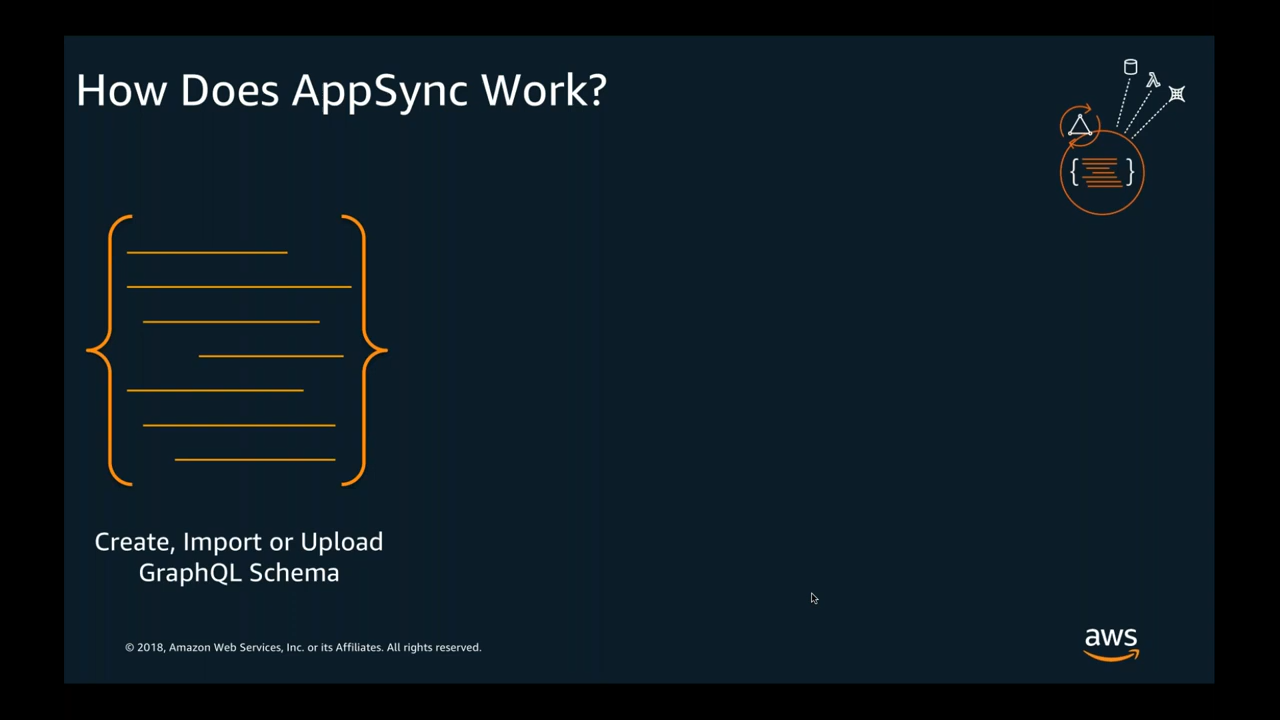 How Does AppSync Work?
{ }
Create, Import or Upload
GraphQL Schema
© 2018, Amazon Web Services, Inc. or its Affiliates. All rights reserved.
aws